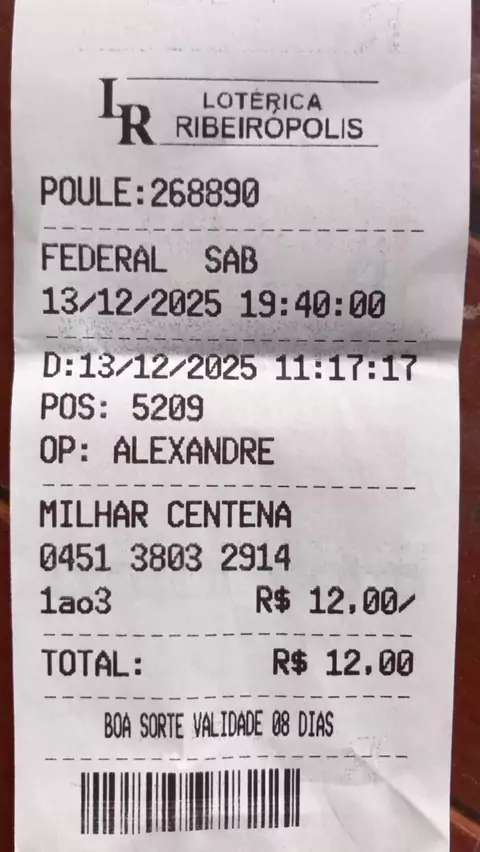 LR
LOTÉRICA
RIBEIRÓPOLIS
POULE:268890
FEDERAL SAB
13/12/2025 19:40:00
D:13/12/2025 11:17:17
POS: 5209
OP: ALEXANDRE
MILHAR CENTENA
0451 3803 2914
1ao3 R$ 12,00/
TOTAL: R$ 12,00
BOA SORTE VALIDADE 08 DIAS